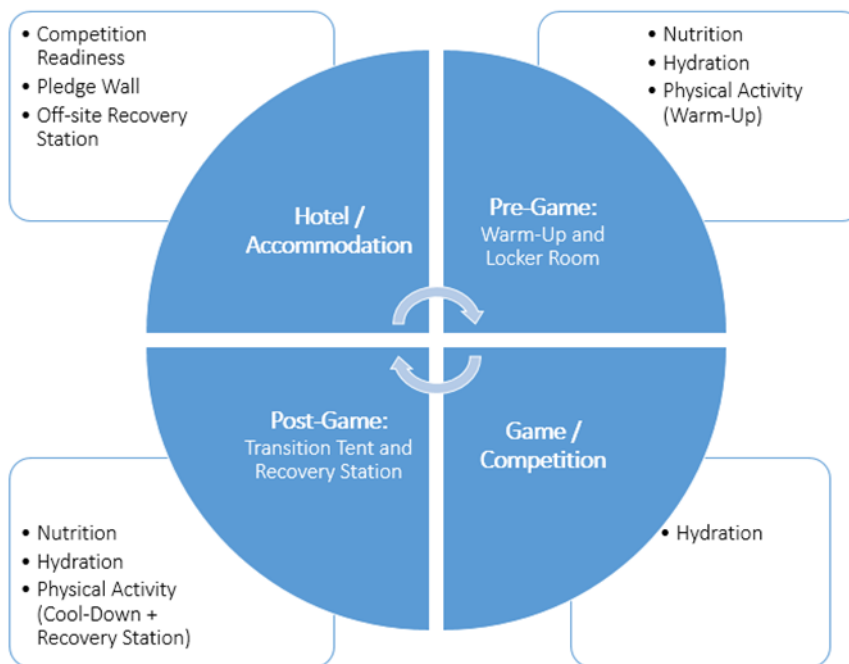 • Competition
Readiness
• Pledge Wall
• Off-site Recovery
Station
• Nutrition
• Hydration
• Physical Activity
(Warm-Up)
Hotel /
Accommodation
Pre-Game:
Warm-Up and
Locker Room
Post-Game:
Transition Tent and
Recovery Station
Game /
Competition
• Nutrition
• Hydration
• Physical Activity
(Cool-Down +
Recovery Station)
• Hydration